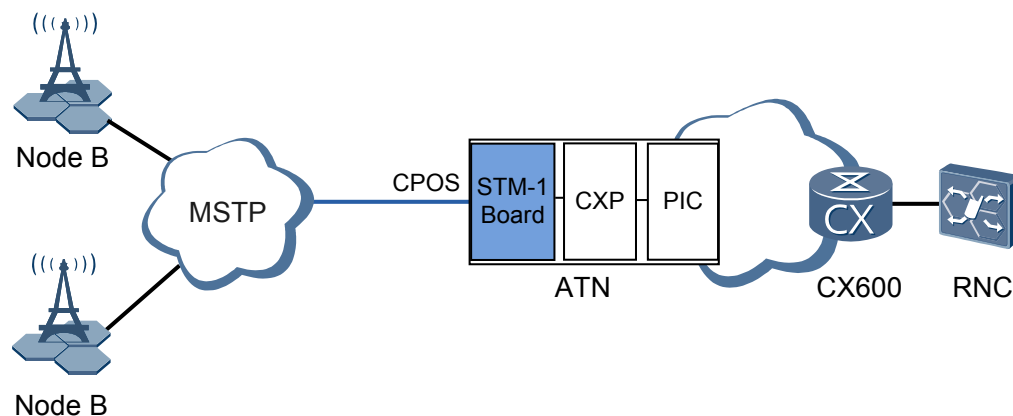 Node B
MSTP
CPOS
STM-1
Board
CXP
PIC
ATN
CX
CX600
RNC
Node B